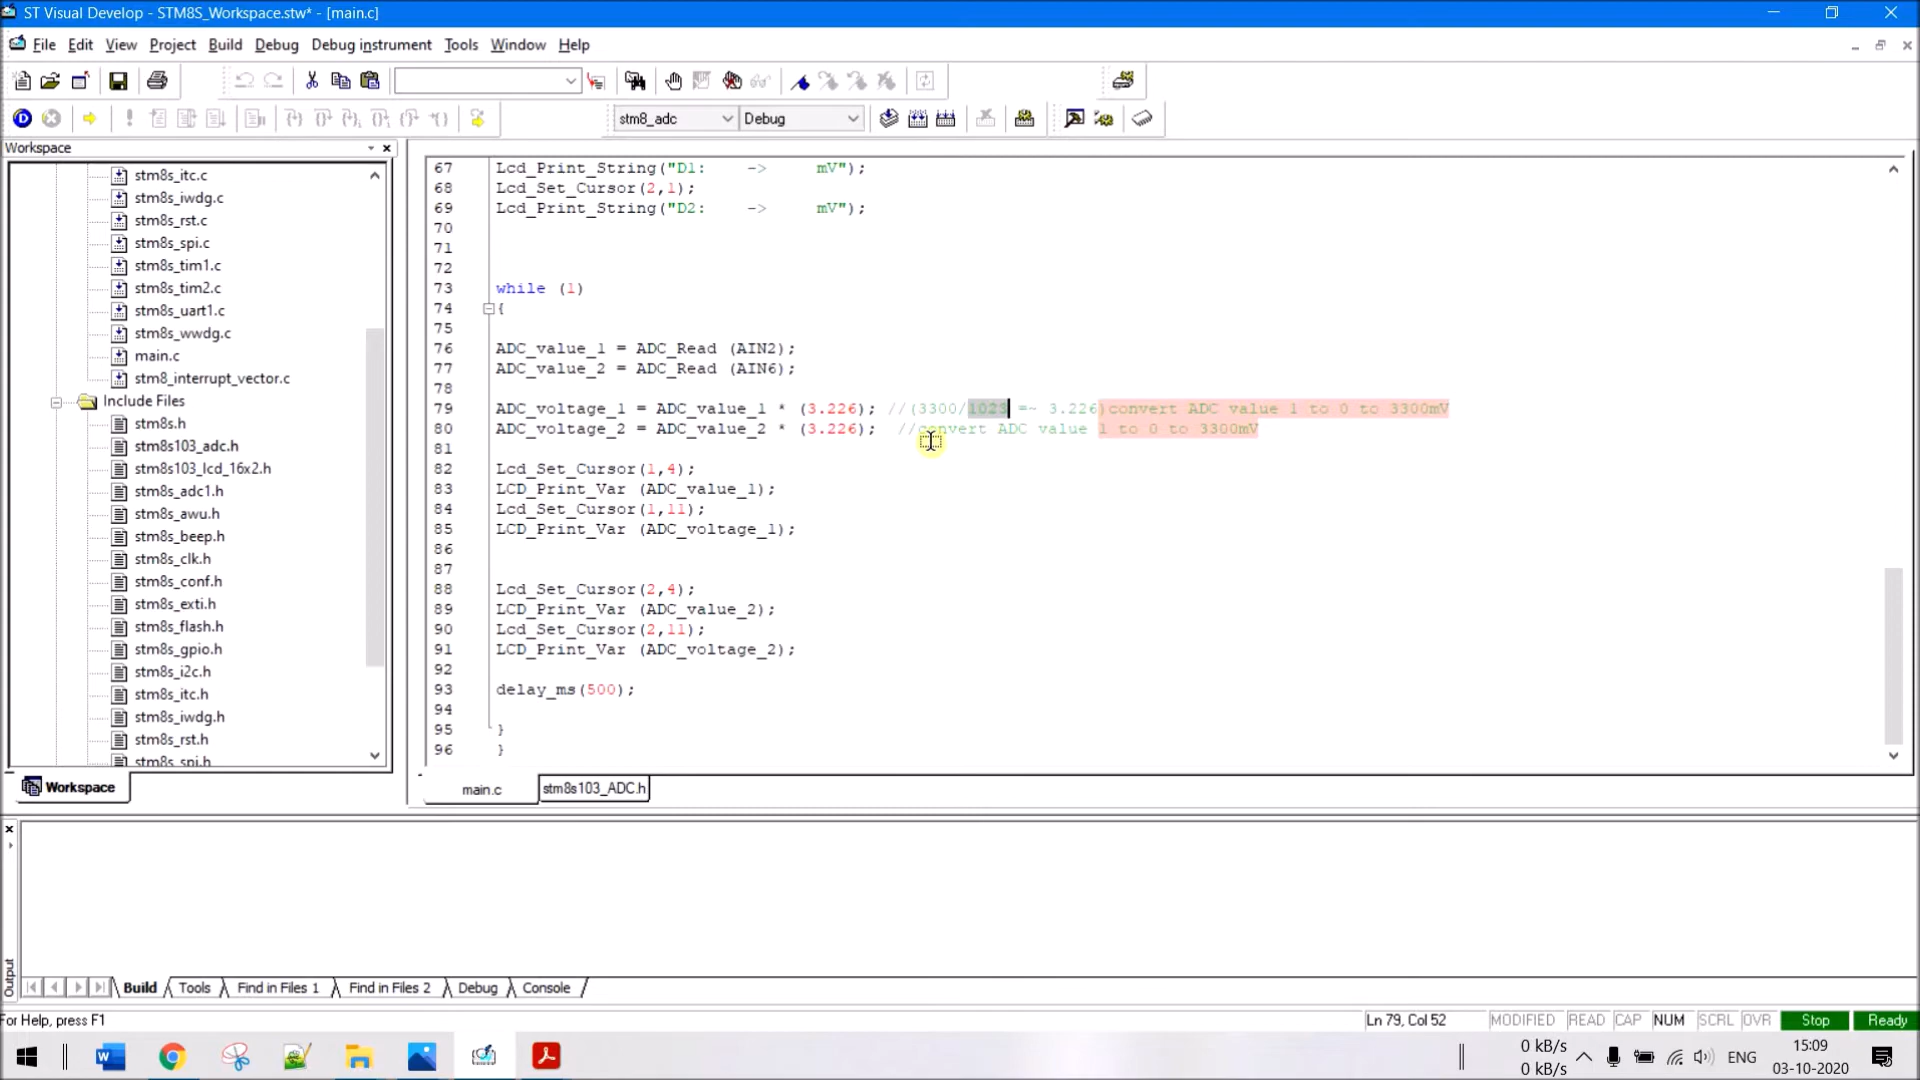 ST Visual Develop - STM8S_Workspace.stw* - [main.c]
File Edit View Project Build Debug Debug instrument Tools Window Help
stm8_adc Debug
Workspace
stm8s_itc.c
stm8s_iwdg.c
stm8s_rst.c
stm8s_spi.c
stm8s_tim1.c
stm8s_tim2.c
stm8s_uart1.c
stm8s_wwdg.c
main.c
stm8_interrupt_vector.c
Include Files
stm8s.h
stm8s103_adc.h
stm8s103_lcd_16x2.h
stm8s_adc1.h
stm8s_awu.h
stm8s_beep.h
stm8s_clk.h
stm8s_conf.h
stm8s_exti.h
stm8s_flash.h
stm8s_gpio.h
stm8s_i2c.h
stm8s_itc.h
stm8s_iwdg.h
stm8s_rst.h
stm8s_spi.h
Workspace
67 Lcd_Print_String("D1:    ->     mV");
68 Lcd_Set_Cursor(2,1);
69 Lcd_Print_String("D2:    ->     mV");
70
71
72
73 while (1)
74 {
75
76 ADC_value_1 = ADC_Read (AIN2);
77 ADC_value_2 = ADC_Read (AIN6);
78
79 ADC_voltage_1 = ADC_value_1 * (3.226); //(3300/1023 =~ 3.226)convert ADC value 1 to 0 to 3300mV
80 ADC_voltage_2 = ADC_value_2 * (3.226);  //convert ADC value 1 to 0 to 3300mV
81
82 Lcd_Set_Cursor(1,4);
83 LCD_Print_Var (ADC_value_1);
84 Lcd_Set_Cursor(1,11);
85 LCD_Print_Var (ADC_voltage_1);
86
87
88 Lcd_Set_Cursor(2,4);
89 LCD_Print_Var (ADC_value_2);
90 Lcd_Set_Cursor(2,11);
91 LCD_Print_Var (ADC_voltage_2);
92
93 delay_ms(500);
94
95 }
96 }
main.c stm8s103_ADC.h
Output
Build Tools Find in Files 1 Find in Files 2 Debug Console
For Help, press F1
Ln 79, Col 52 MODIFIED READ CAP NUM SCRL OVR Stop Ready
0 kB/s
0 kB/s
ENG
15:09
03-10-2020